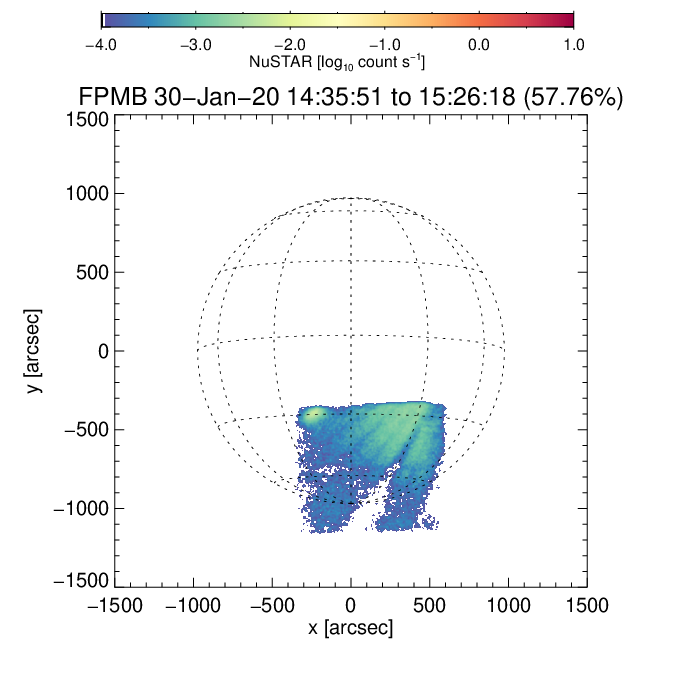 −4.0 −3.0 −2.0 −1.0 0.0 1.0
NuSTAR [log₁₀ count s⁻¹]
FPMB 30−Jan−20 14:35:51 to 15:26:18 (57.76%)
1500
1000
500
0
−500
−1000
−1500
y [arcsec]
−1500 −1000 −500 0 500 1000 1500
x [arcsec]